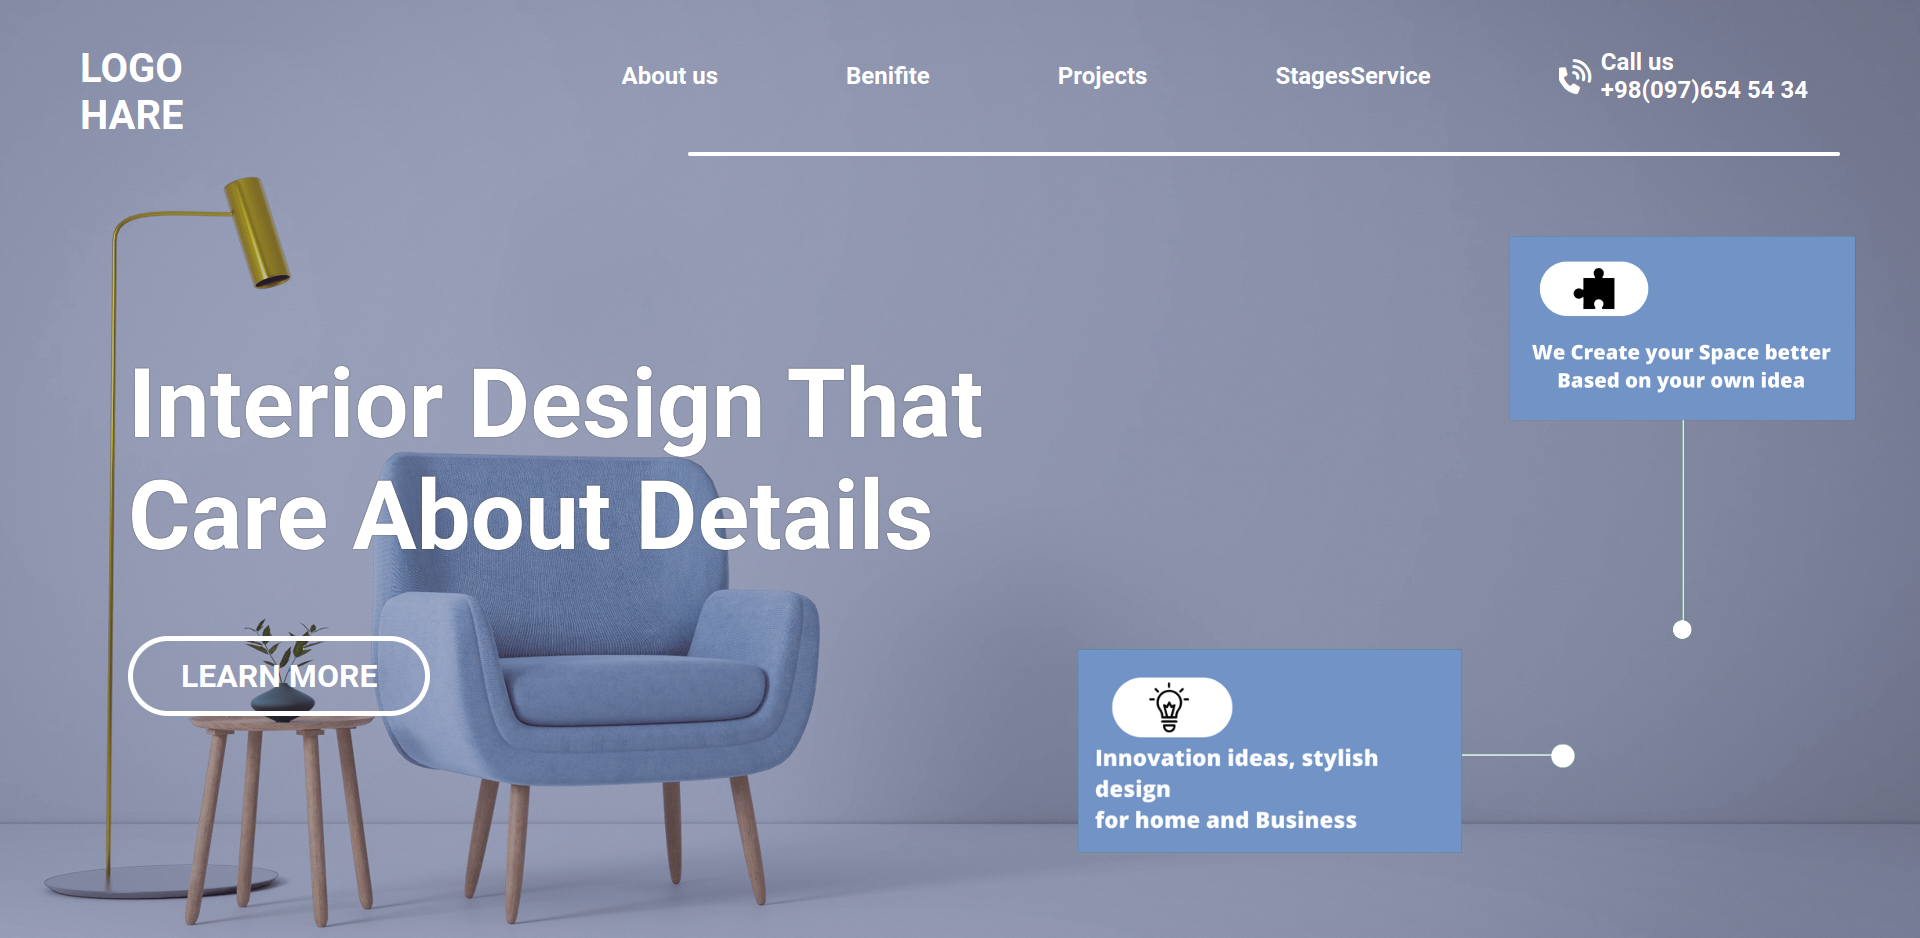 LOGO
HARE
About us
Benifite
Projects
StagesService
Call us
+98(097)654 54 34
We Create your Space better
Based on your own idea
Interior Design That
Care About Details
LEARN MORE
Innovation ideas, stylish
design
for home and Business